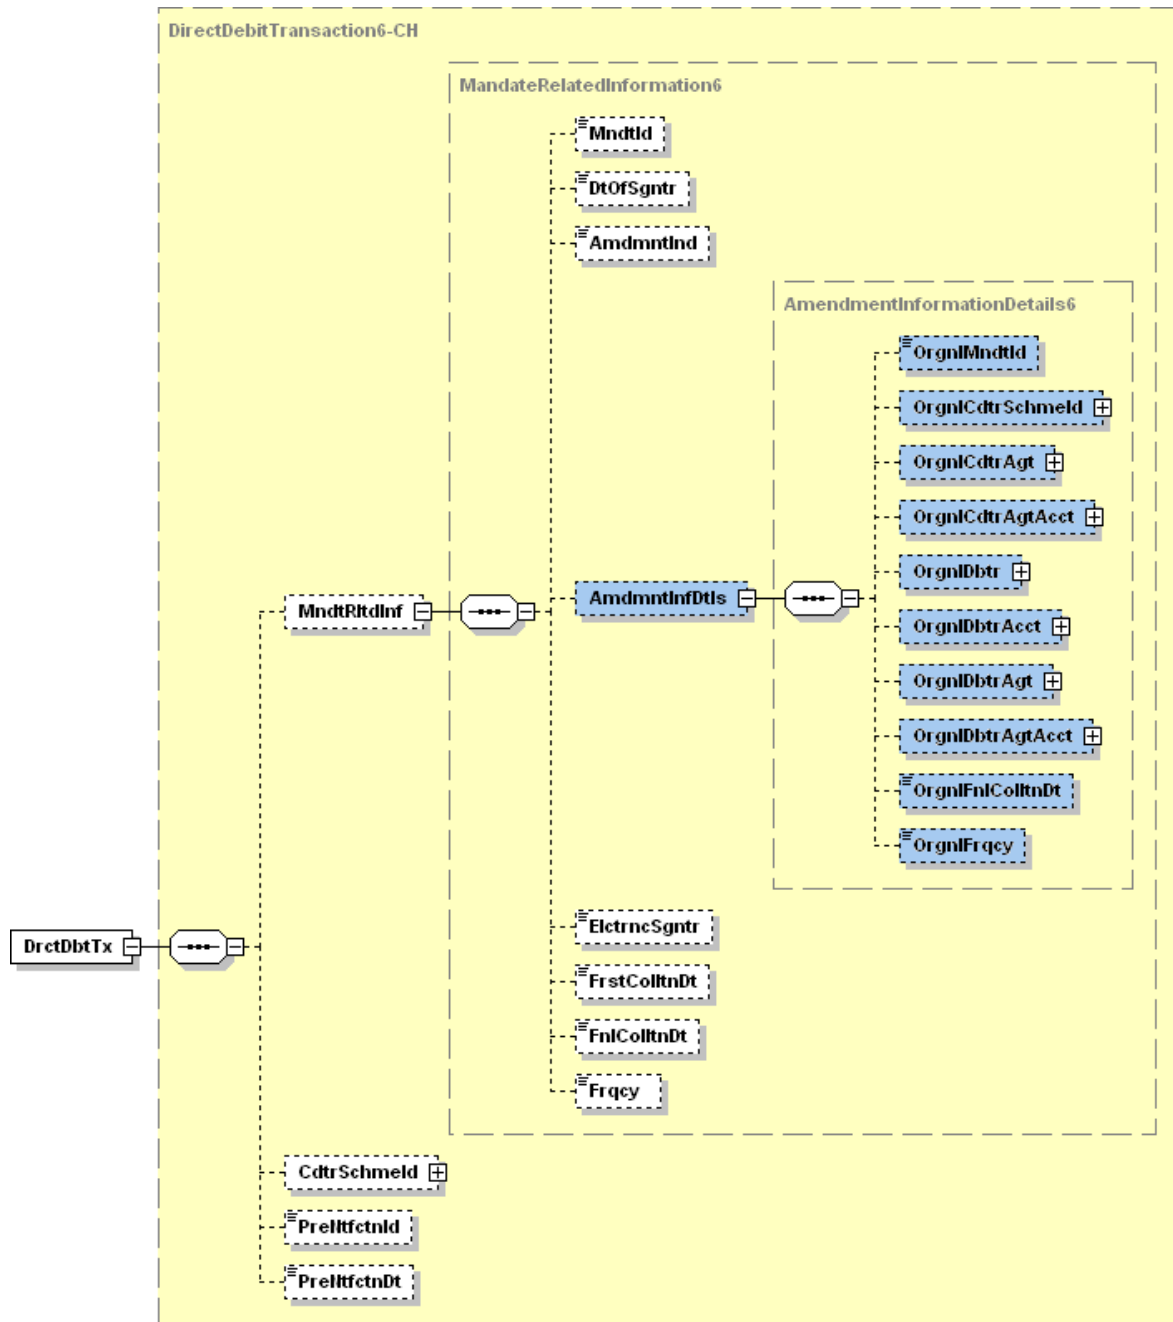 DirectDebitTransaction6-CH
MandateRelatedInformation6
MndtId
DtOfSgntr
AmdmntInd
AmendmentInformationDetails6
OrgnlMndtId
OrgnlCdtrSchmeId
OrgnlCdtrAgt
OrgnlCdtrAgtAcct
OrgnlDbtr
MndtRltdInf
AmdmntInfDtls
OrgnlDbtrAcct
OrgnlDbtrAgt
OrgnlDbtrAgtAcct
OrgnlFnlColltnDt
OrgnlFrqcy
ElctrncSgntr
DrctDbtTx
FrstColltnDt
FnlColltnDt
Frqcy
CdtrSchmeId
PreNtfctnId
PreNtfctnDt